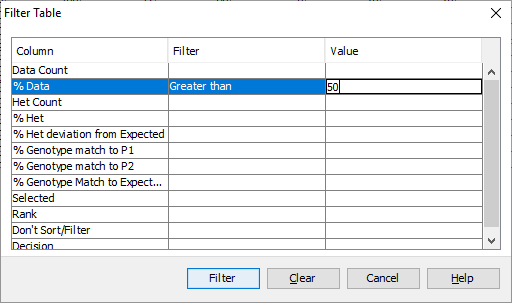 Filter Table
Column Filter Value
Data Count
% Data Greater than 50
Het Count
% Het
% Het deviation from Expected
% Genotype match to P1
% Genotype match to P2
% Genotype Match to Expect...
Selected
Rank
Don't Sort/Filter
Decision
Filter Clear Cancel Help